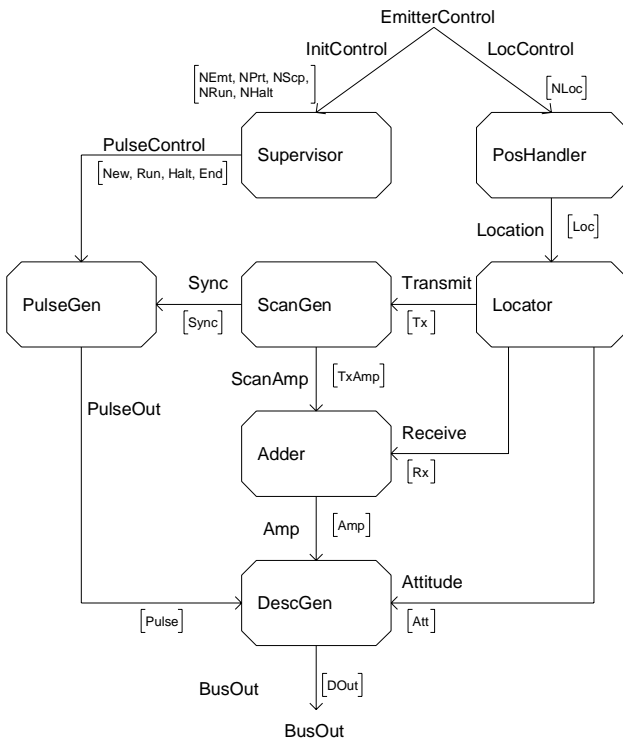 EmitterControl
InitControl
LocControl
[NEmt, NPrt, NScp,
NRun, NHalt]
[NLoc]
PulseControl
Supervisor
PosHandler
[New, Run, Halt, End]
Location
[Loc]
Sync
Transmit
PulseGen
ScanGen
Locator
[Sync]
[Tx]
ScanAmp
[TxAmp]
PulseOut
Receive
Adder
[Rx]
Amp
[Amp]
Attitude
DescGen
[Pulse]
[Att]
BusOut
[DOut]
BusOut